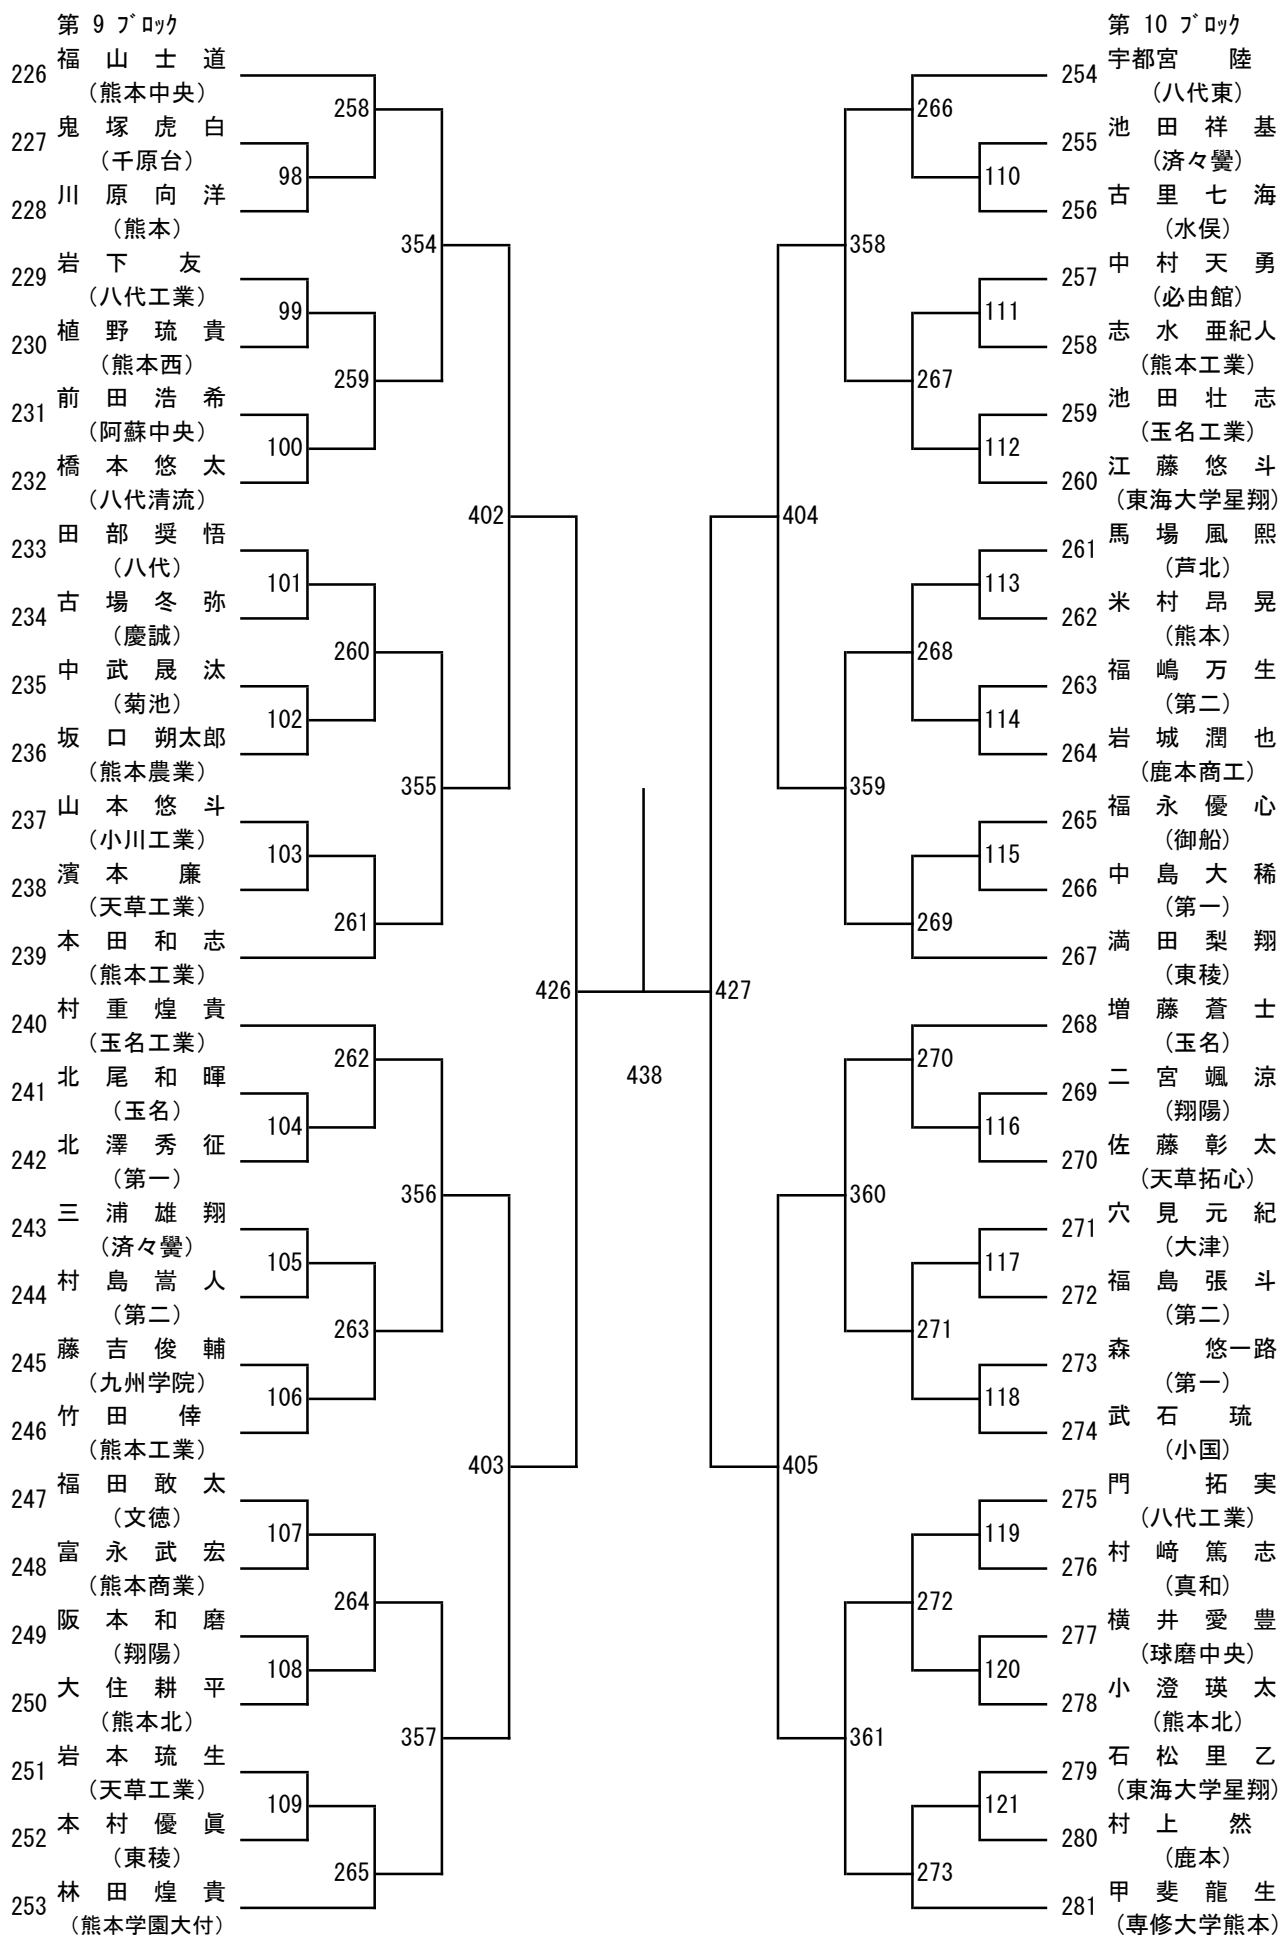 第 9 ブロック
226 福 山 士 道
(熊本中央)
258
227 鬼 塚 虎 白
(千原台)
98
228 川 原 向 洋
(熊本)
354
229 岩 下 友
(八代工業)
99
230 植 野 琉 貴
(熊本西)
259
231 前 田 浩 希
(阿蘇中央)
100
232 橋 本 悠 太
(八代清流)
402
233 田 部 奨 悟
(八代)
101
234 古 場 冬 弥
(慶誠)
260
235 中 武 晟 汰
(菊池)
102
236 坂 口 朔太郎
(熊本農業)
355
237 山 本 悠 斗
(小川工業)
103
238 濱 本 廉
(天草工業)
261
239 本 田 和 志
(熊本工業)
426
240 村 重 煌 貴
(玉名工業)
262
241 北 尾 和 暉
(玉名)
104
242 北 澤 秀 征
(第一)
356
243 三 浦 雄 翔
(済々黌)
105
244 村 島 嵩 人
(第二)
263
245 藤 吉 俊 輔
(九州学院)
106
246 竹 田 倖
(熊本工業)
403
247 福 田 敢 太
(文徳)
107
248 富 永 武 宏
(熊本商業)
264
249 阪 本 和 磨
(翔陽)
108
250 大 住 耕 平
(熊本北)
357
251 岩 本 琉 生
(天草工業)
109
252 本 村 優 眞
(東稜)
265
253 林 田 煌 貴
(熊本学園大付)
438
第 10 ブロック
254 宇都宮 陸
(八代東)
266
255 池 田 祥 基
(済々黌)
110
256 古 里 七 海
(水俣)
358
257 中 村 天 勇
(必由館)
111
258 志 水 亜紀人
(熊本工業)
267
259 池 田 壮 志
(玉名工業)
112
260 江 藤 悠 斗
(東海大学星翔)
404
261 馬 場 風 熙
(芦北)
113
262 米 村 昂 晃
(熊本)
268
263 福 嶋 万 生
(第二)
114
264 岩 城 潤 也
(鹿本商工)
359
265 福 永 優 心
(御船)
115
266 中 島 大 稀
(第一)
269
267 満 田 梨 翔
(東稜)
427
268 増 藤 蒼 士
(玉名)
270
269 二 宮 颯 涼
(翔陽)
116
270 佐 藤 彰 太
(天草拓心)
360
271 穴 見 元 紀
(大津)
117
272 福 島 張 斗
(第二)
271
273 森 悠一路
(第一)
118
274 武 石 琉
(小国)
405
275 門 拓 実
(八代工業)
119
276 村 﨑 篤 志
(真和)
272
277 横 井 愛 豊
(球磨中央)
120
278 小 澄 瑛 太
(熊本北)
361
279 石 松 里 乙
(東海大学星翔)
121
280 村 上 然
(鹿本)
273
281 甲 斐 龍 生
(専修大学熊本)